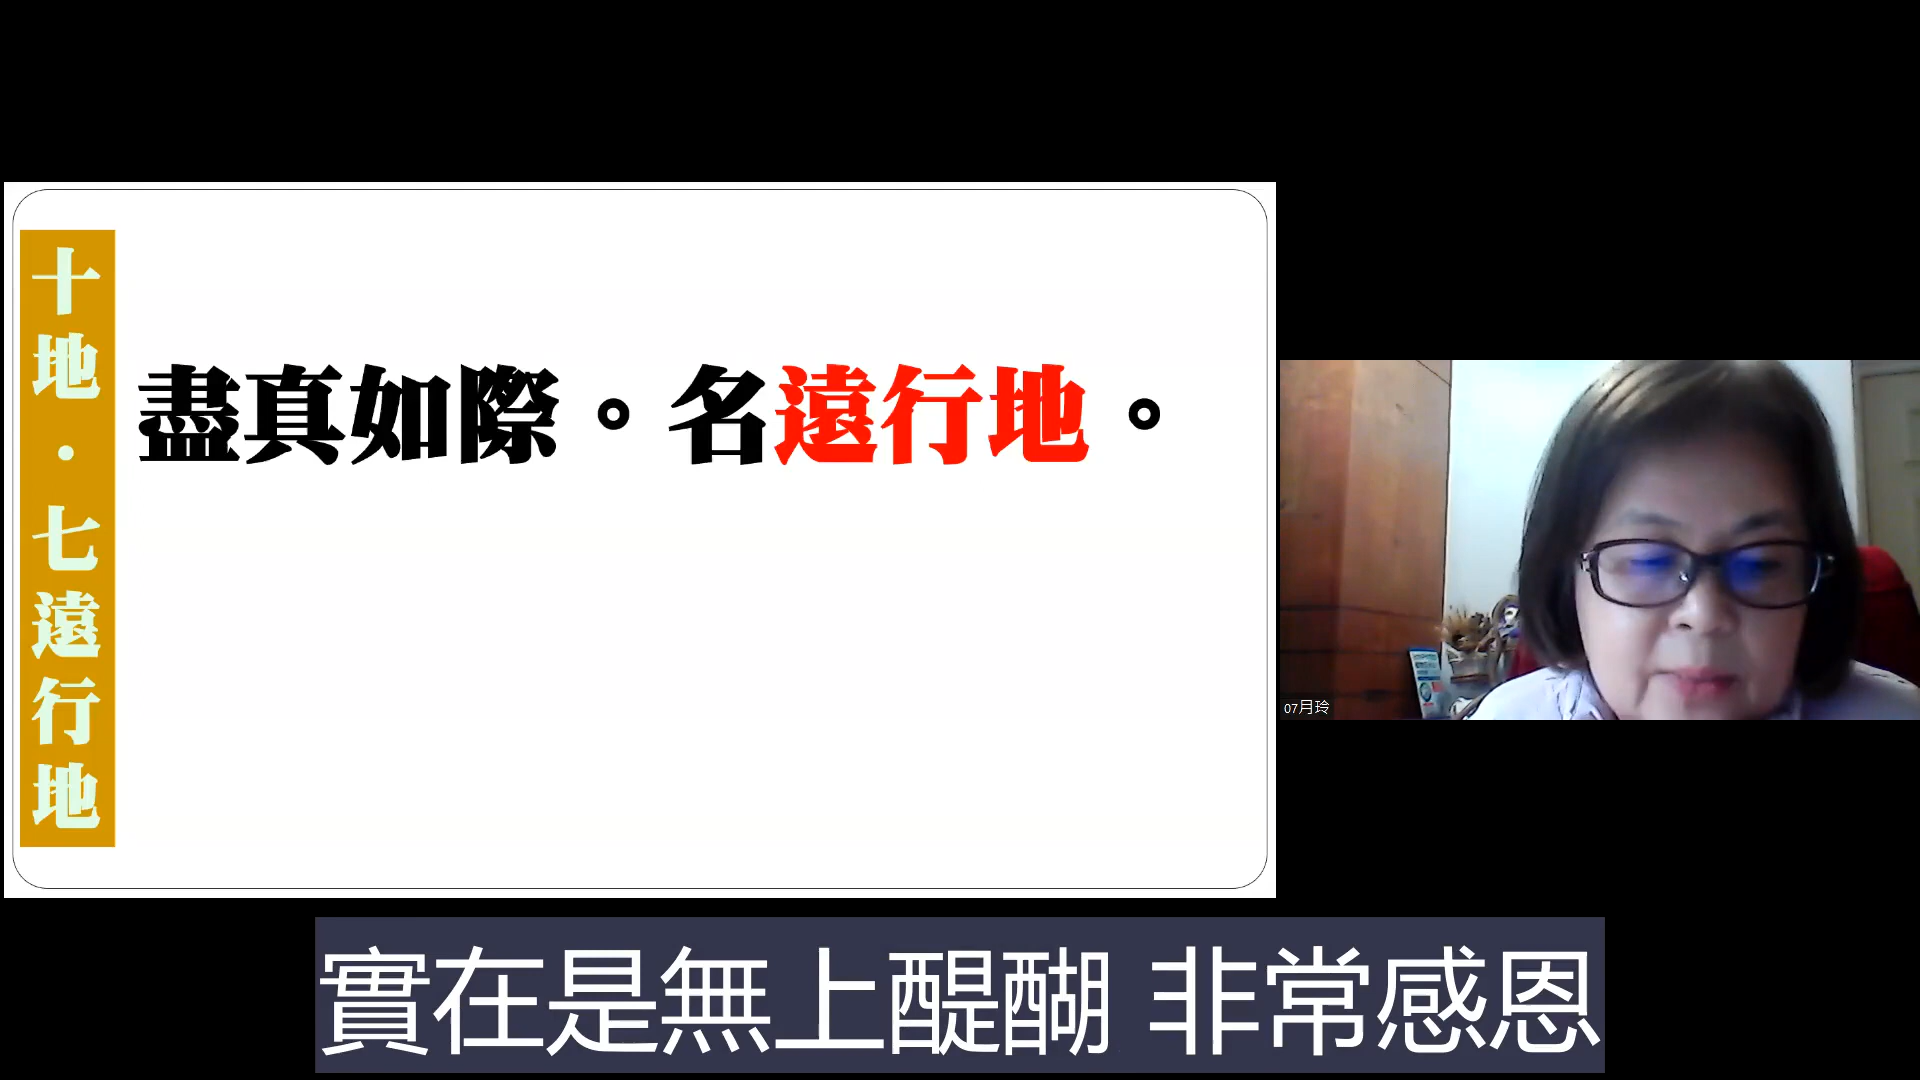 十地・七遠行地
盡真如際。名遠行地。
07月玲
實在是無上醍醐 非常感恩